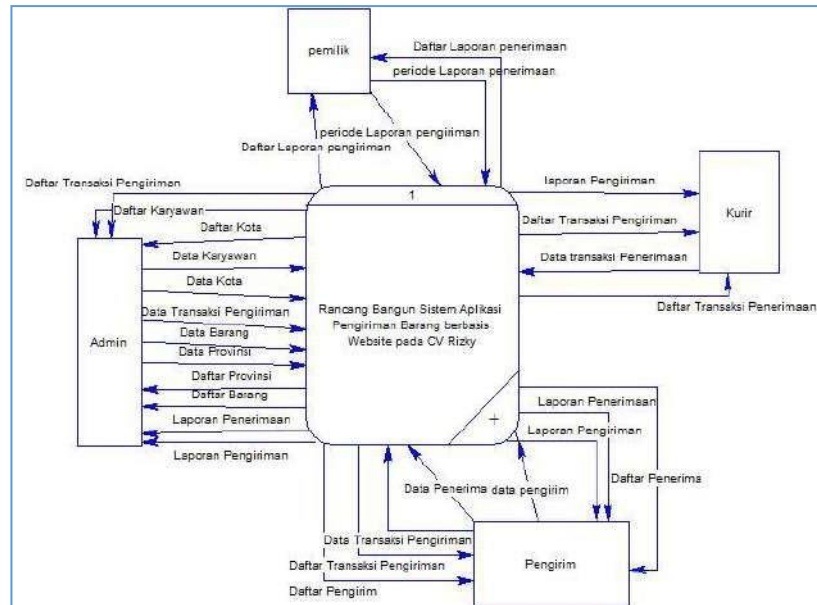 pemilik
Daftar Laporan penerimaan
periode Laporan penerimaan
periode Laporan pengiriman
Daftar Laporan pengiriman
Daftar Transaksi Pengiriman
Daftar Karyawan
Daftar Kota
Data Karyawan
Data Kota
Data Transaksi Pengiriman
Data Barang
Data Provinsi
Daftar Provinsi
Daftar Barang
Laporan Penerimaan
Laporan Pengiriman
Admin
1
Rancang Bangun Sistem Aplikasi
Pengiriman Barang berbasis
Website pada CV Rizky
+
laporan Pengiriman
Daftar Transaksi Pengiriman
Data transaksi Penerimaan
Daftar Transaksi Penerimaan
Kurir
Laporan Penerimaan
Laporan Pengiriman
Daftar Penerima
Data Penerima
data pengirim
Data Transaksi Pengiriman
Daftar Transaksi Pengiriman
Daftar Pengirim
Pengirim